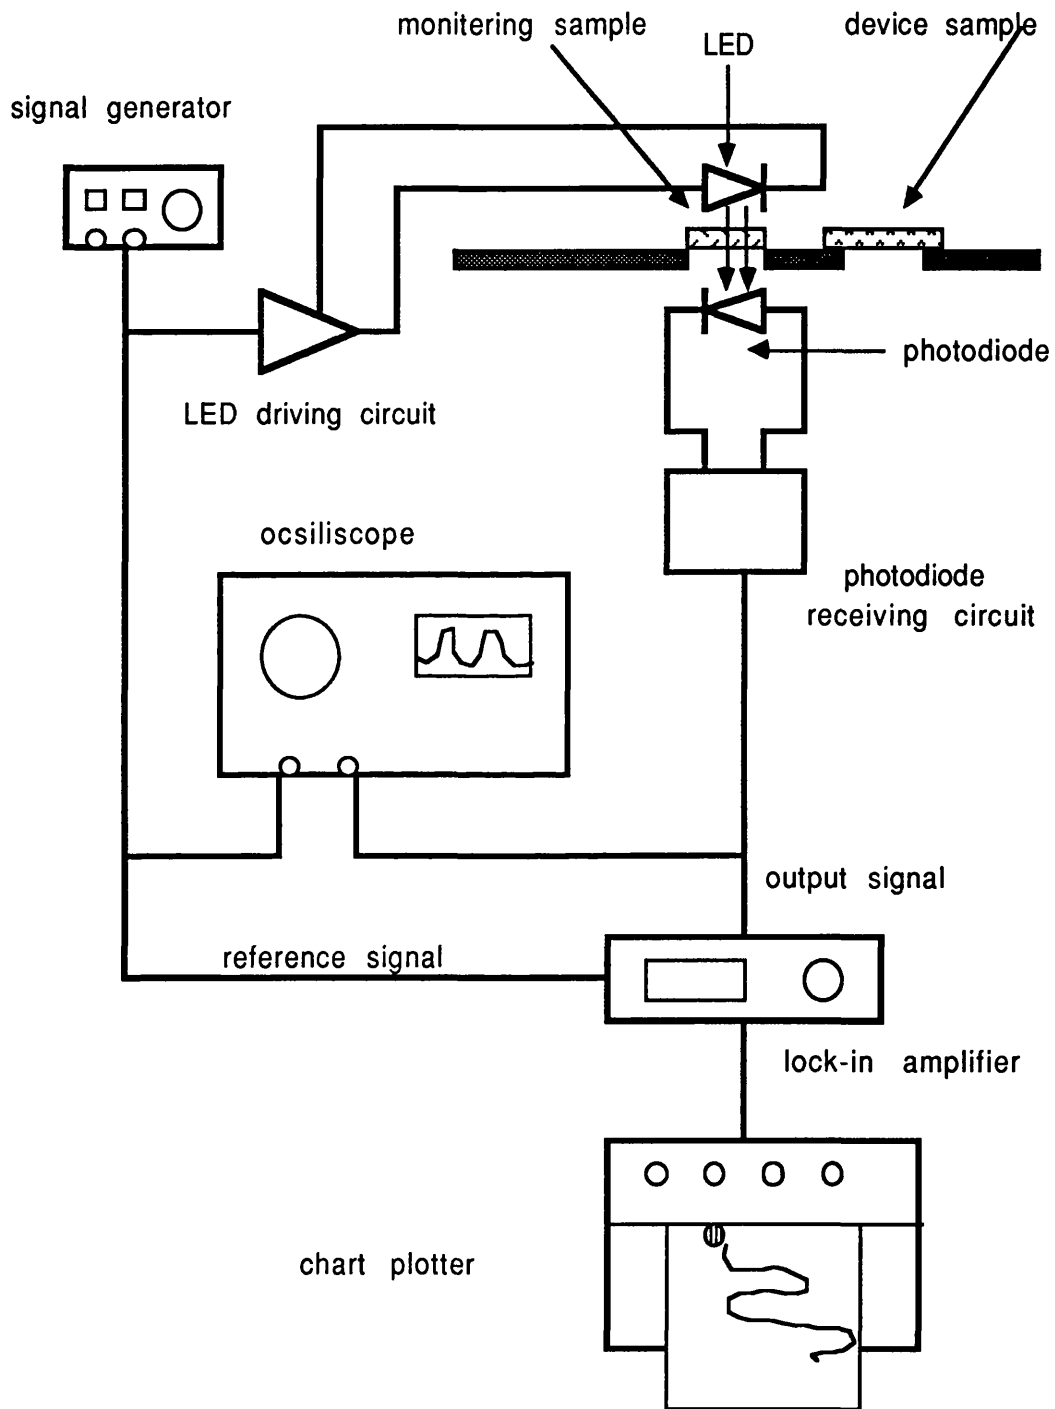 monitering sample
LED
device sample
signal generator
LED driving circuit
photodiode
ocsiliscope
photodiode
receiving circuit
output signal
reference signal
lock-in amplifier
chart plotter